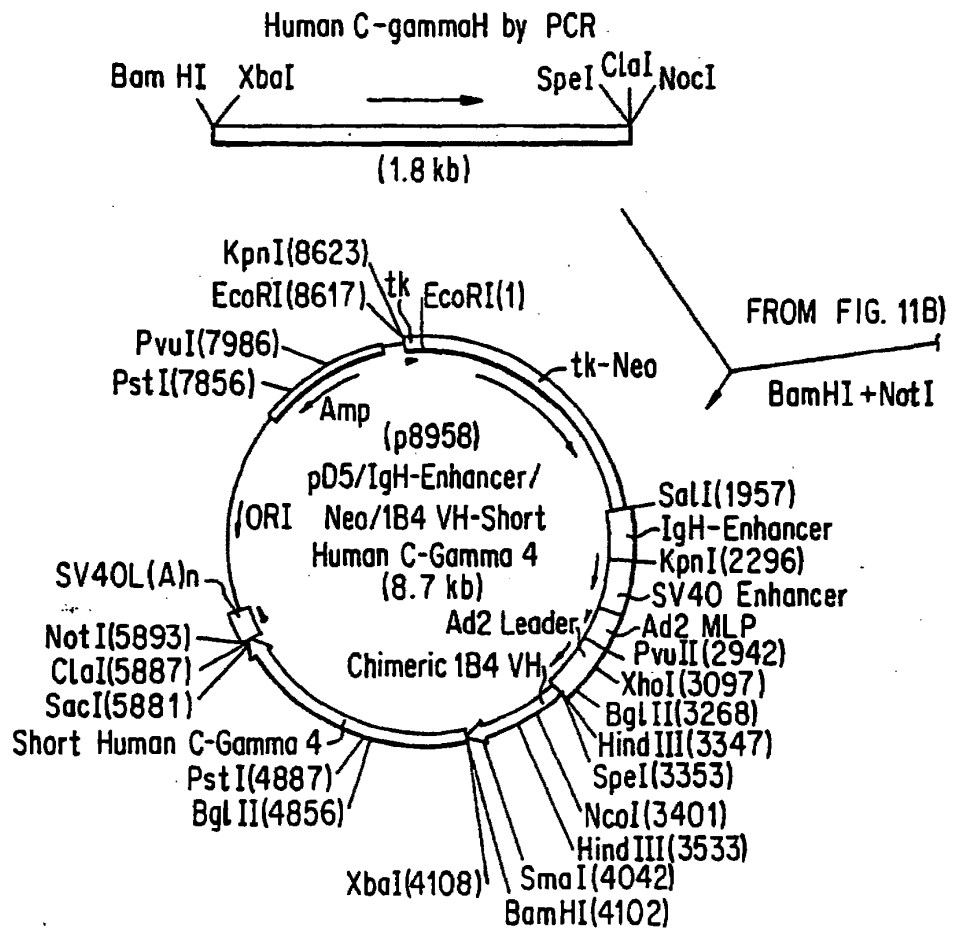 Human C-gammaH by PCR
Bam HI
XbaI
SpeI
ClaI
NocI
(1.8 kb)
KpnI(8623)
EcoRI(8617)
tk
EcoRI(1)
PvuI(7986)
PstI(7856)
Amp
tk-Neo
FROM FIG. 11B)
BamHI+NotI
(p8958)
pD5/IgH-Enhancer/
Neo/1B4 VH-Short
Human C-Gamma 4
(8.7 kb)
ORI
SalI(1957)
IgH-Enhancer
KpnI(2296)
SV40 Enhancer
Ad2 MLP
Ad2 Leader
PvuII(2942)
Chimeric 1B4 VH
XhoI(3097)
BglII(3268)
HindIII(3347)
SpeI(3353)
NcoI(3401)
HindIII(3533)
SmaI(4042)
BamHI(4102)
XbaI(4108)
SV40L(A)n
NotI(5893)
ClaI(5887)
SacI(5881)
Short Human C-Gamma 4
PstI(4887)
BglII(4856)